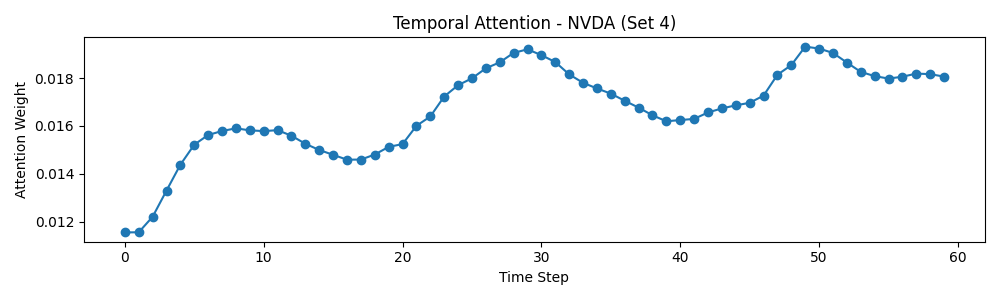 Temporal Attention - NVDA (Set 4)
Attention Weight
0.018
0.016
0.014
0.012
0 10 20 30 40 50 60
Time Step